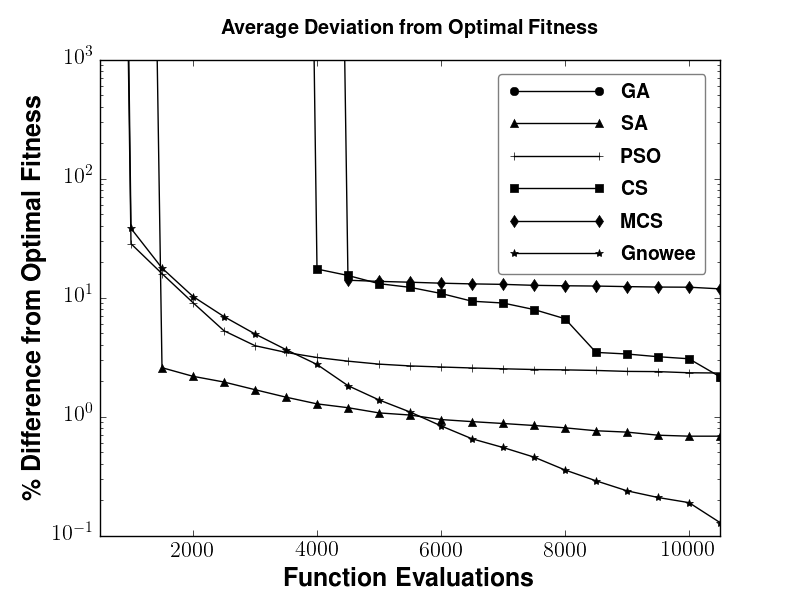 Average Deviation from Optimal Fitness
10^3
10^2
10^1
10^0
10^-1
% Difference from Optimal Fitness
GA
SA
PSO
CS
MCS
Gnowee
2000 4000 6000 8000 10000
Function Evaluations